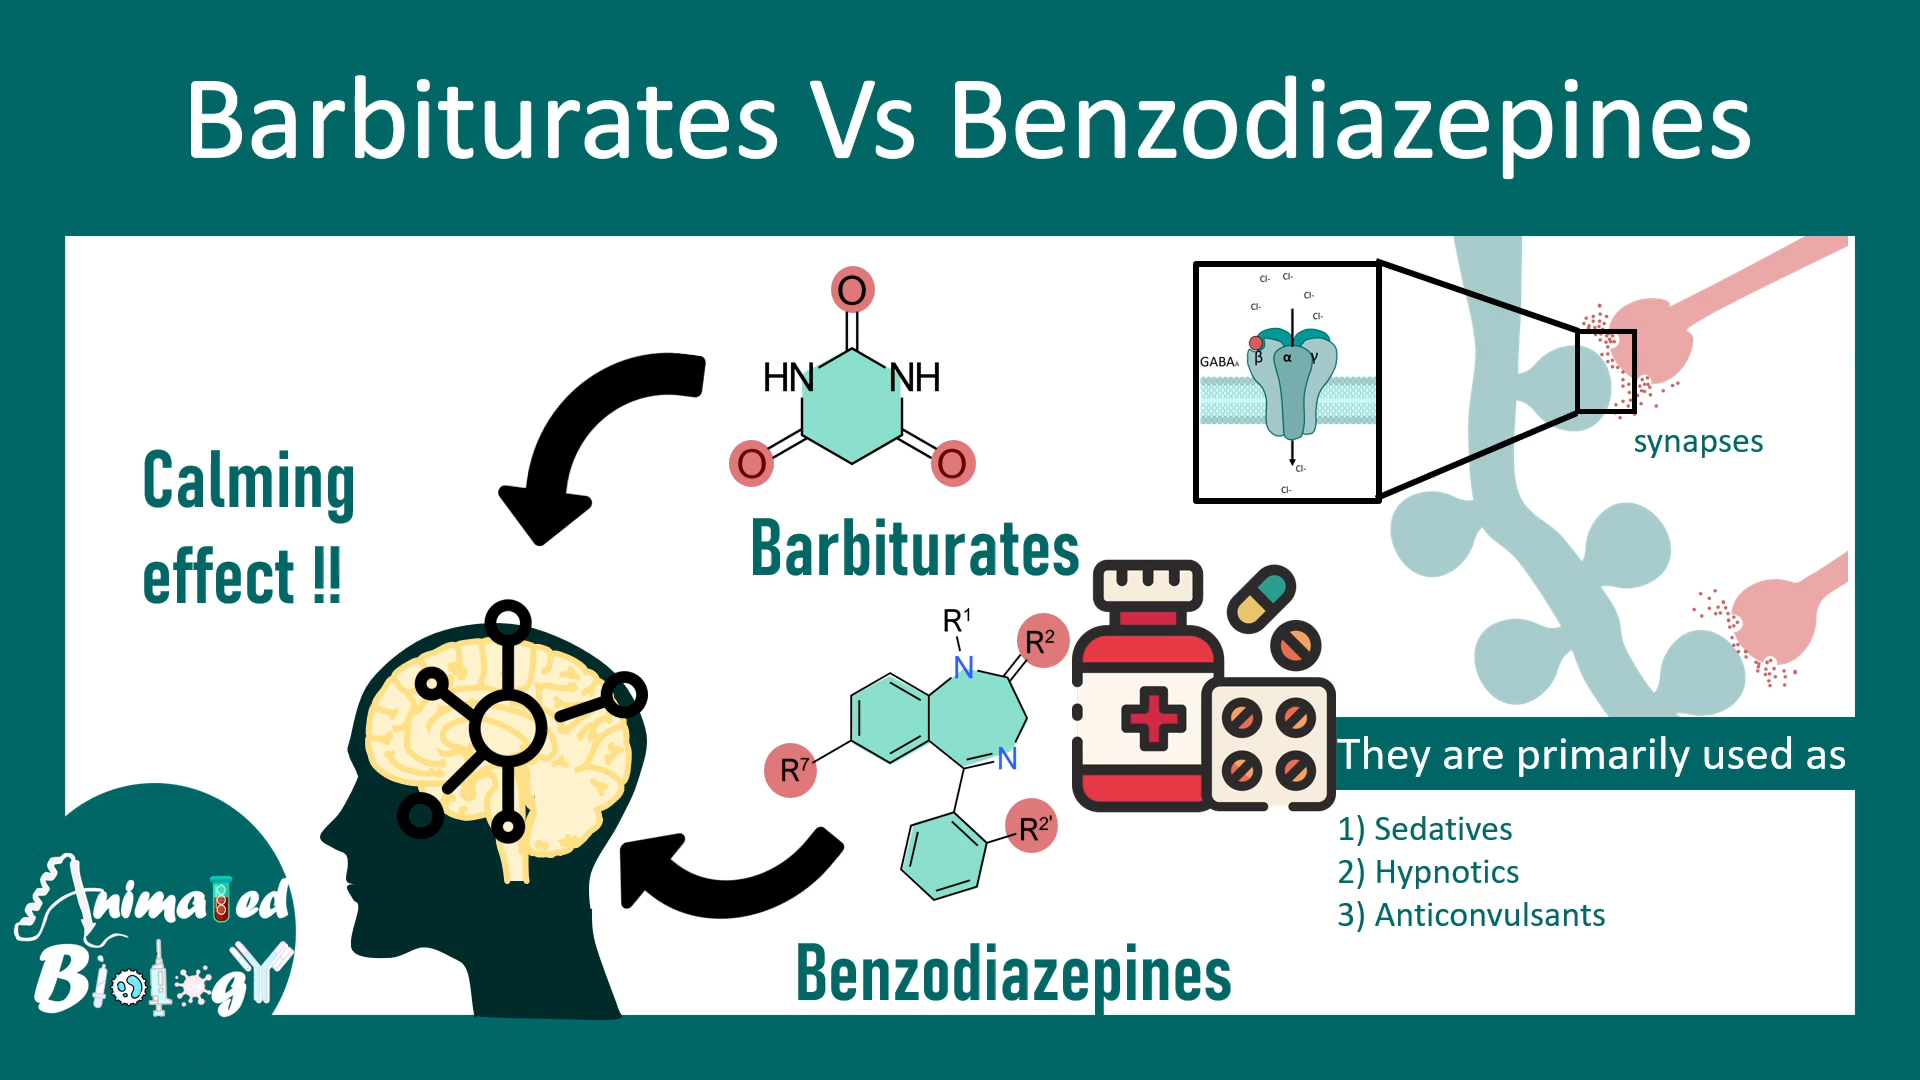 Barbiturates Vs Benzodiazepines
O
HN
NH
O
O
Barbiturates
Calming
effect !!
Cl-
Cl-
Cl-
Cl-
Cl-
GABAA
β
α
γ
Cl-
Cl-
synapses
R1
R2
N
N
R7
R2'
Benzodiazepines
They are primarily used as
1) Sedatives
2) Hypnotics
3) Anticonvulsants
Animated
Biology